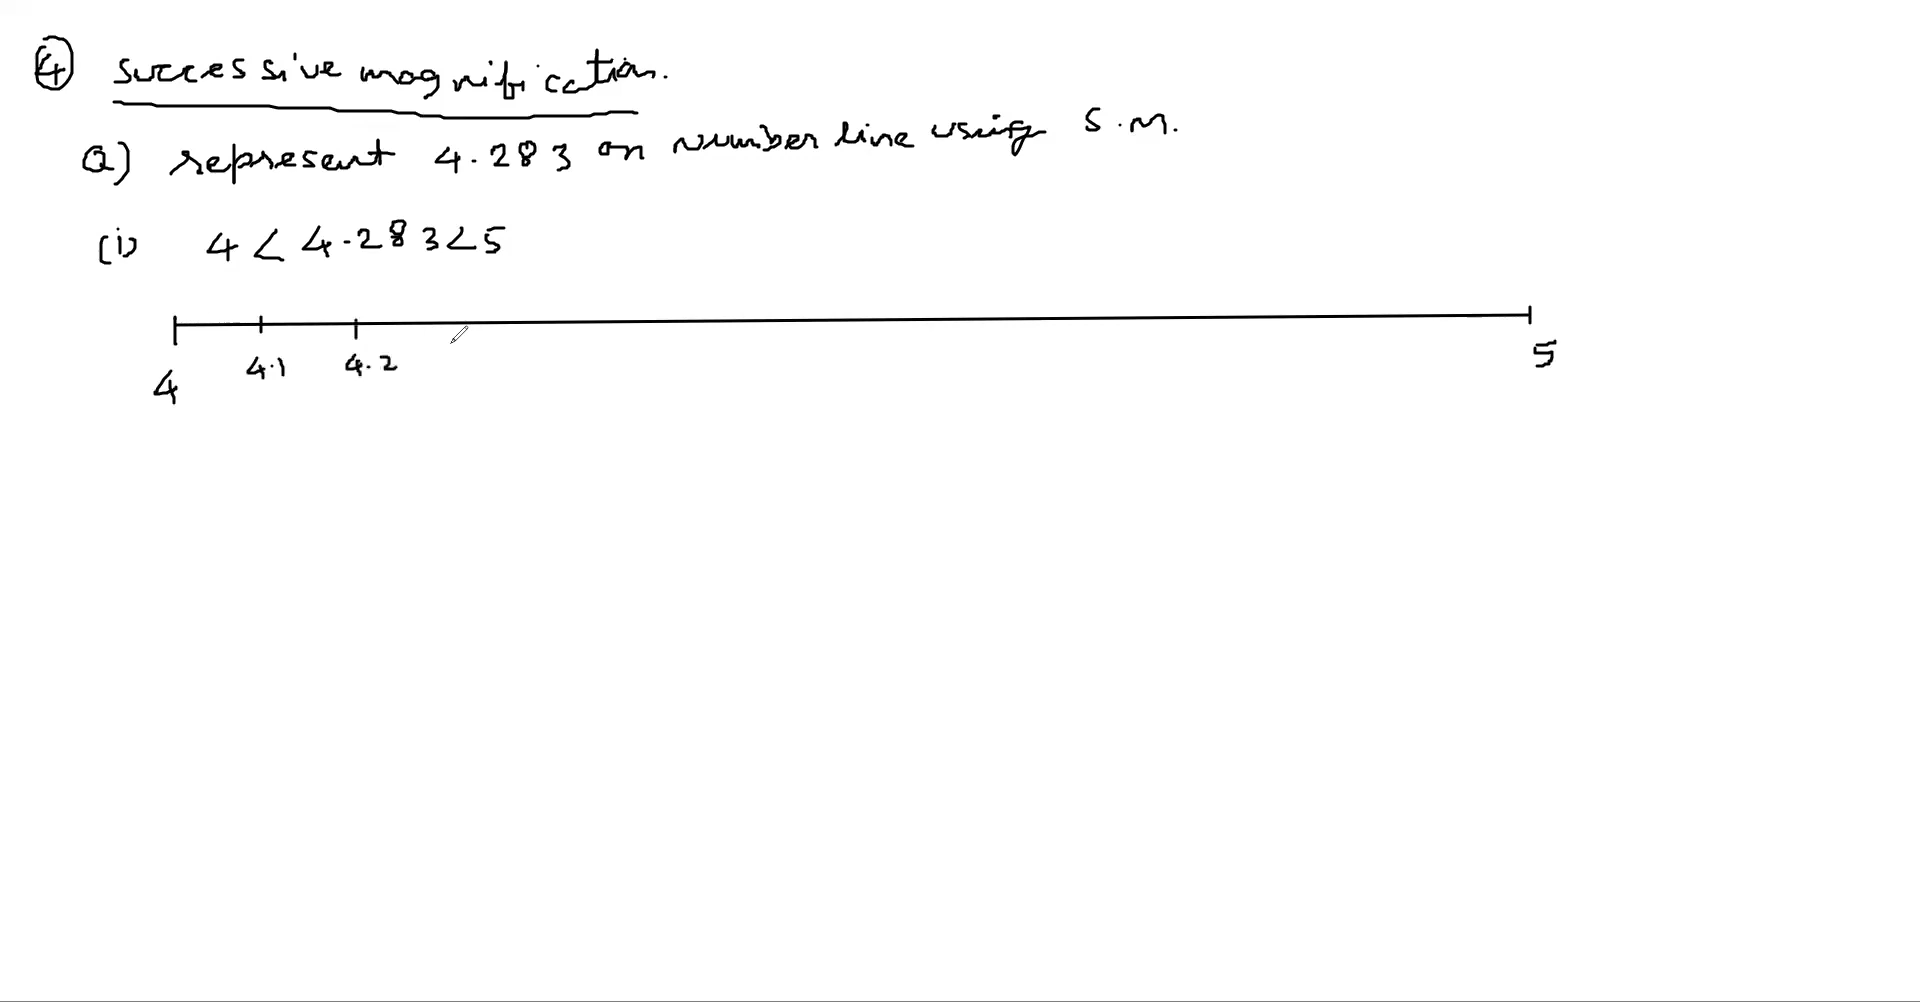 ④ successive magnification.
Q) represent 4.283 on number line using S.M.
(i) 4 < 4.283 < 5
4 4.1 4.2 5